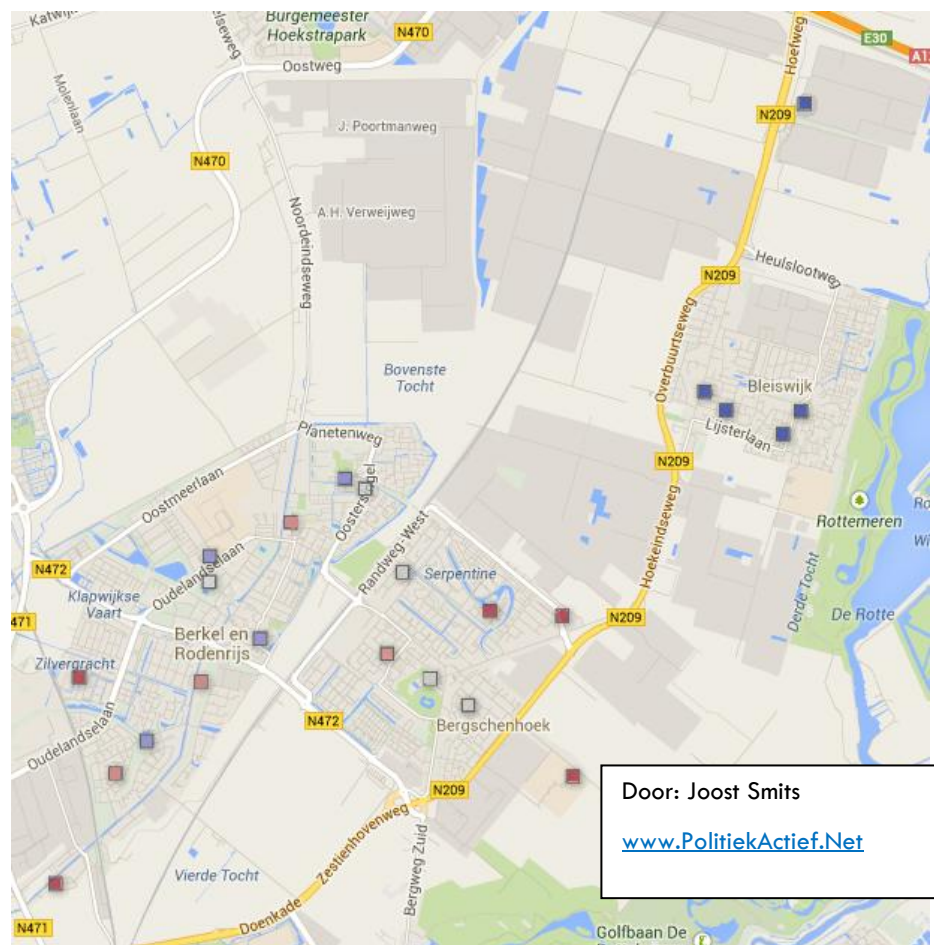 Katwijk
Burgemeester
Hoekstrapark
N470
Oostweg
Molenlaan
J. Poortmanweg
N470
A.H. Verweijweg
Noordeindseweg
Hoefweg
E30
N209
Heulslootweg
N209
Overbuurtseweg
Bovenste
Tocht
Bleiswijk
Lijsterlaan
Planetenweg
N209
Oostmeerlaan
Hoekeindseweg
Rottemeren
Oudelandselaan
Randweg-West
Serpentine
N472
Klapwijkse
Vaart
Derde Tocht
De Rotte
N209
471
Berkel en
Rodenrijs
Zilvergracht
N472
Bergschenhoek
Oudelandselaan
N209
Door: Joost Smits
www.PolitiekActief.Net
Zestienhovenweg
Bergweg Zuid
Vierde Tocht
Doenkade
N471
Golfbaan De